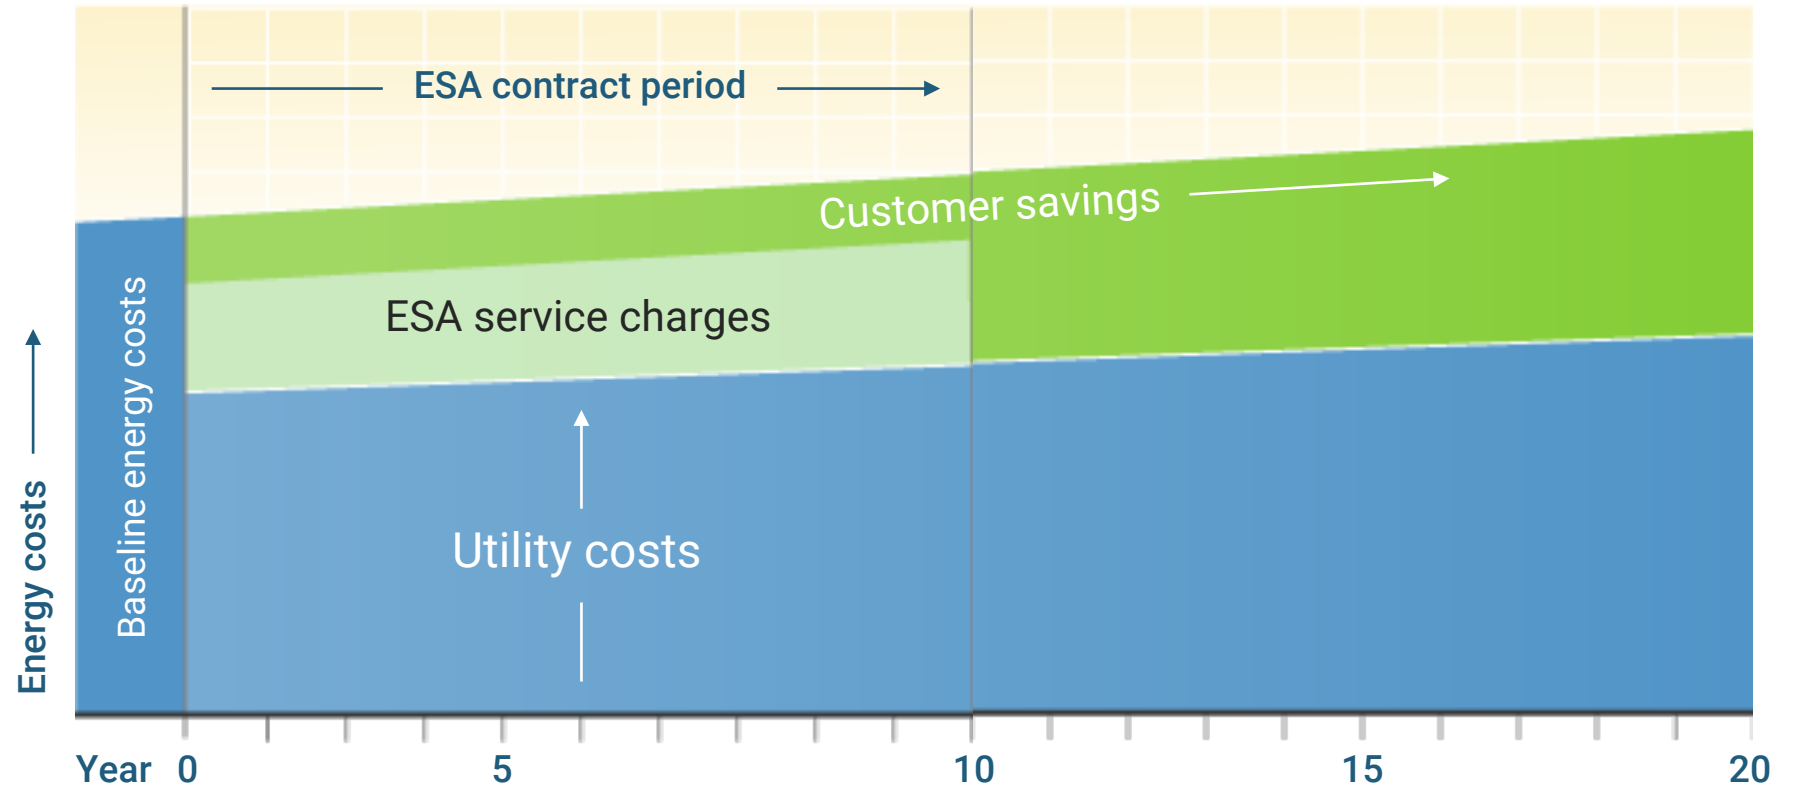 ESA contract period
Customer savings
ESA service charges
Baseline energy costs
Energy costs
Utility costs
Year 0 5 10 15 20